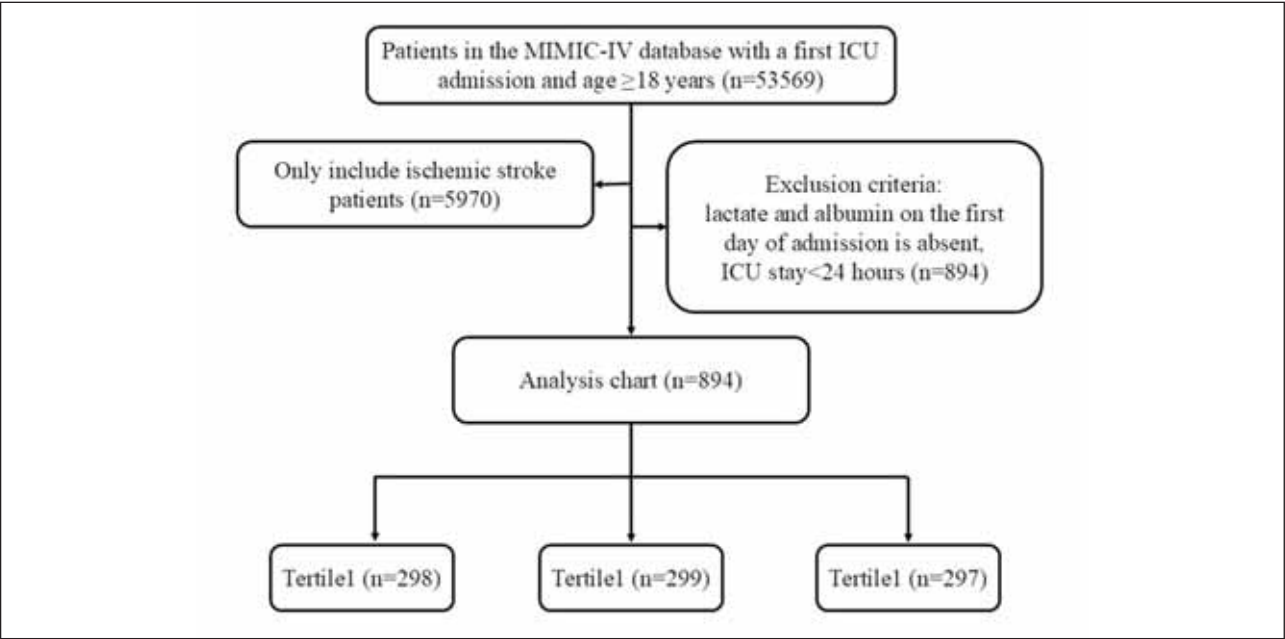 Patients in the MIMIC-IV database with a first ICU
admission and age ≥18 years (n=53569)
Only include ischemic stroke
patients (n=5970)
Exclusion criteria:
lactate and albumin on the first
day of admission is absent,
ICU stay<24 hours (n=894)
Analysis chart (n=894)
Tertile1 (n=298)
Tertile1 (n=299)
Tertile1 (n=297)